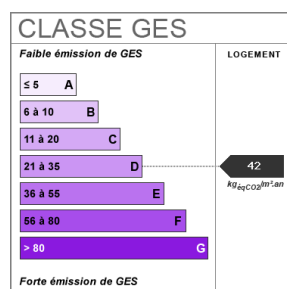 CLASSE GES
Faible émission de GES
LOGEMENT
≤ 5 A
6 à 10 B
11 à 20 C
21 à 35 D
42
kgéqCO2/m².an
36 à 55 E
56 à 80 F
> 80 G
Forte émission de GES